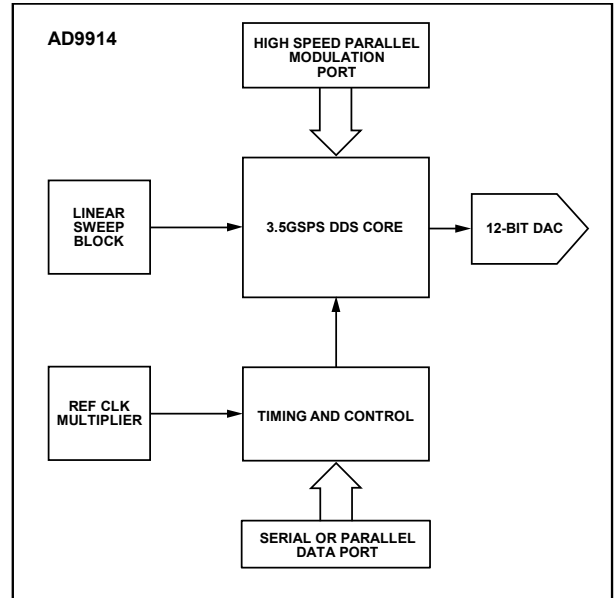 AD9914
HIGH SPEED PARALLEL
MODULATION
PORT
LINEAR
SWEEP
BLOCK
3.5GSPS DDS CORE
12-BIT DAC
REF CLK
MULTIPLIER
TIMING AND CONTROL
SERIAL OR PARALLEL
DATA PORT